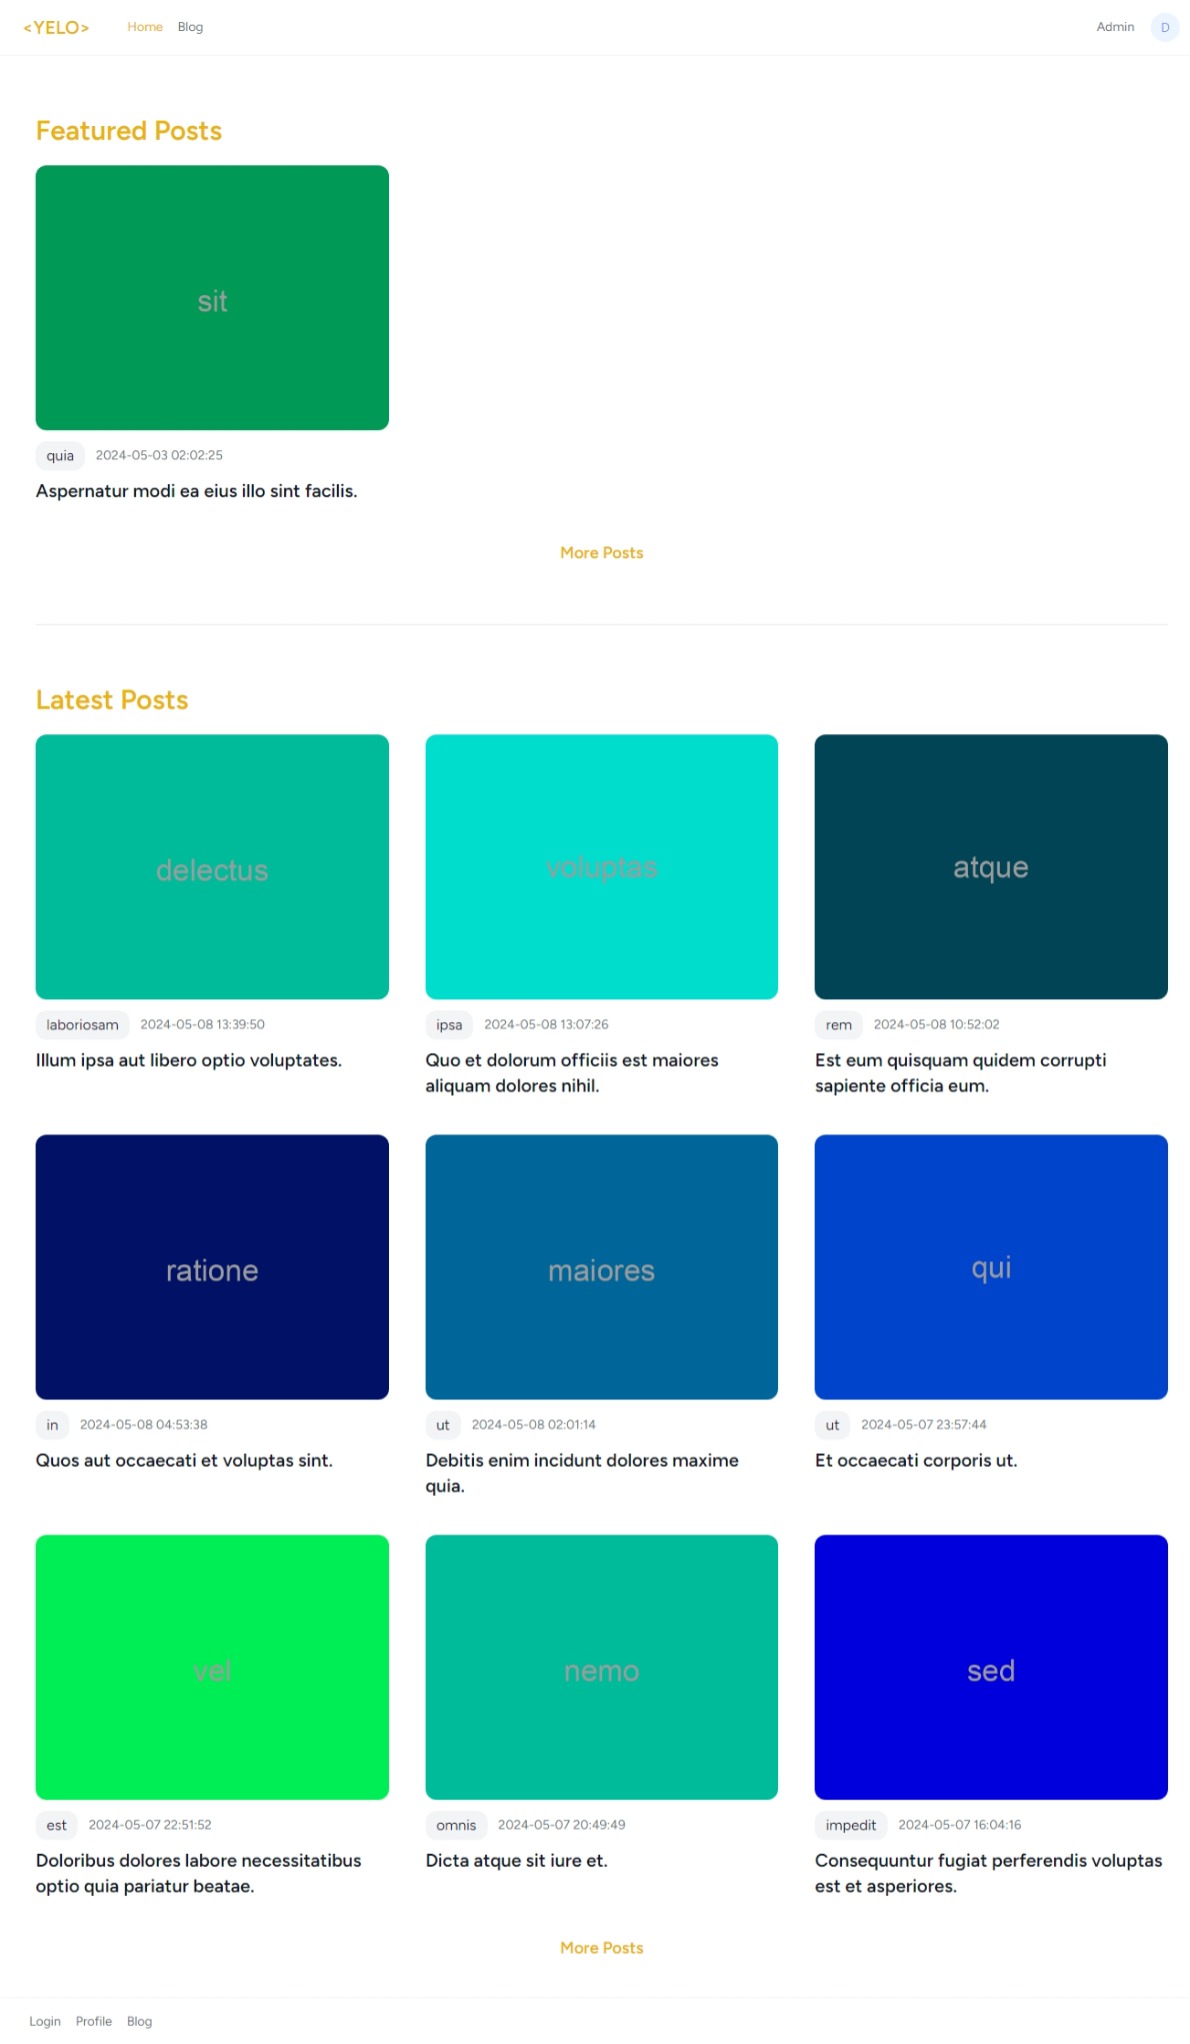 <YELO>
Home
Blog
Admin
D
Featured Posts
sit
quia
2024-05-03 02:02:25
Aspernatur modi ea eius illo sint facilis.
More Posts
Latest Posts
delectus
laboriosam
2024-05-08 13:39:50
Illum ipsa aut libero optio voluptates.
voluptas
ipsa
2024-05-08 13:07:26
Quo et dolorum officiis est maiores
aliquam dolores nihil.
atque
rem
2024-05-08 10:52:02
Est eum quisquam quidem corrupti
sapiente officia eum.
ratione
in
2024-05-08 04:53:38
Quos aut occaecati et voluptas sint.
maiores
ut
2024-05-08 02:01:14
Debitis enim incidunt dolores maxime
quia.
qui
ut
2024-05-07 23:57:44
Et occaecati corporis ut.
vel
est
2024-05-07 22:51:52
Doloribus dolores labore necessitatibus
optio quia pariatur beatae.
nemo
omnis
2024-05-07 20:49:49
Dicta atque sit iure et.
sed
impedit
2024-05-07 16:04:16
Consequuntur fugiat perferendis voluptas
est et asperiores.
More Posts
Login
Profile
Blog